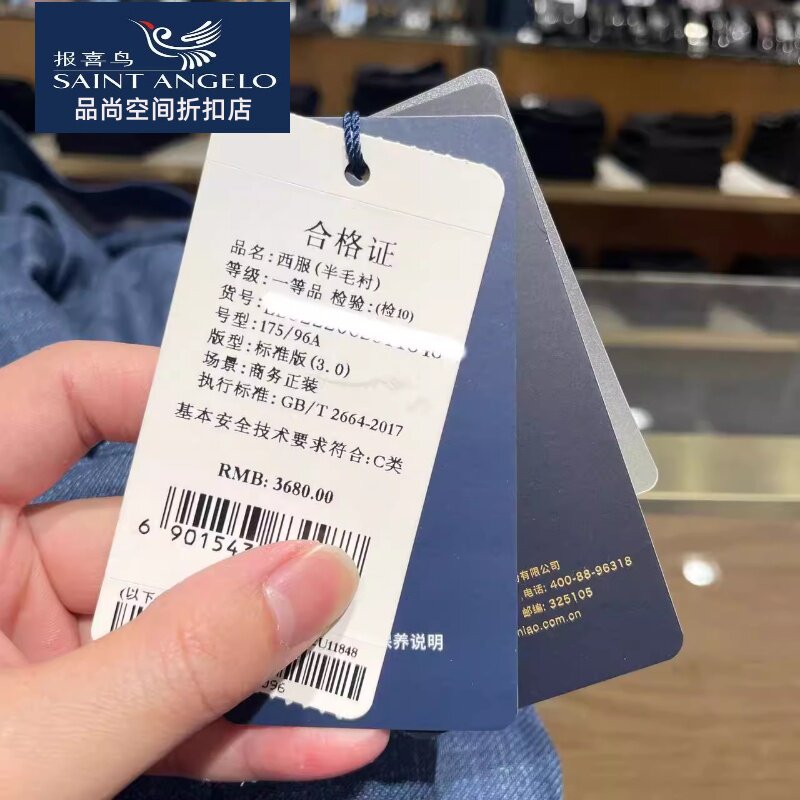 报喜鸟
SAINT ANGELO
品尚空间折扣店
合格证
品名:西服(半毛衬)
等级:一等品 检验:(检10)
货号:
号型:175/96A
版型:标准版(3.0)
场景:商务正装
执行标准:GB/T 2664-2017
基本安全技术要求符合:C类
RMB: 3680.00
6 901543
(以下
U11848
096
养说明
有限公司
电话: 400-88-96318
邮编: 325105
niao.com.cn